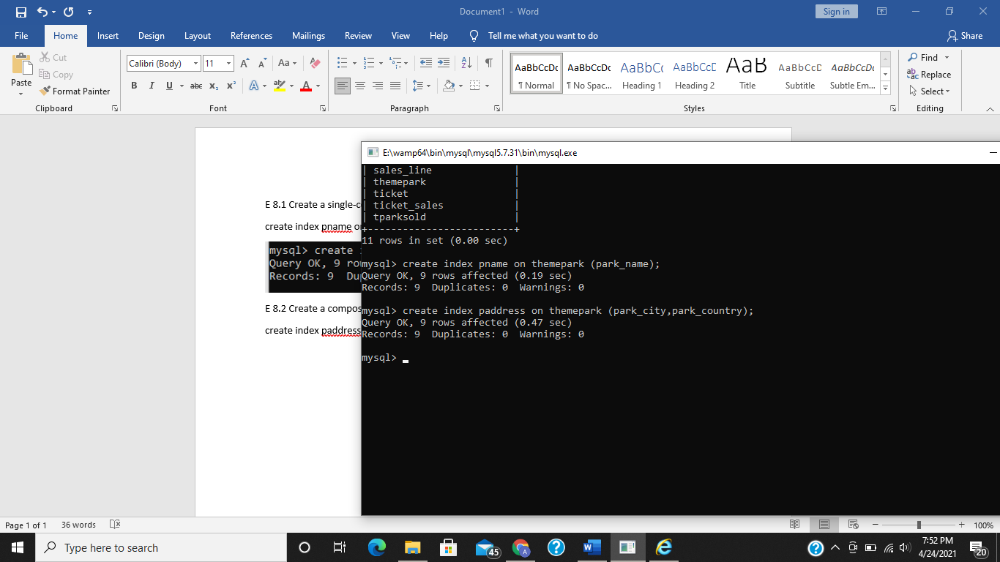 Document1 - Word
Sign in
File Home Insert Design Layout References Mailings Review View Help Tell me what you want to do Share
Paste
Cut
Copy
Format Painter
Clipboard
Calibri (Body) 11
Font
Paragraph
AaBbCcDc
¶ Normal
AaBbCcDc
¶ No Spac...
AaBbCc
Heading 1
AaBbCcD
Heading 2
AaB
Title
AaBbCcD
Subtitle
AaBbCcDc
Subtle Em...
Styles
Find
Replace
Select
Editing
E 8.1 Create a single-c
create index pname o
mysql> create
Query OK, 9 ro
Records: 9 Du
E 8.2 Create a compos
create index paddress
E:\wamp64\bin\mysql\mysql5.7.31\bin\mysql.exe
| sales_line |
| themepark |
| ticket |
| ticket_sales |
| tparksold |
+-------------------------+
11 rows in set (0.00 sec)
mysql> create index pname on themepark (park_name);
Query OK, 9 rows affected (0.19 sec)
Records: 9 Duplicates: 0 Warnings: 0
mysql> create index paddress on themepark (park_city,park_country);
Query OK, 9 rows affected (0.47 sec)
Records: 9 Duplicates: 0 Warnings: 0
mysql>
Page 1 of 1 36 words 100%
Type here to search
45
7:52 PM
4/24/2021
20